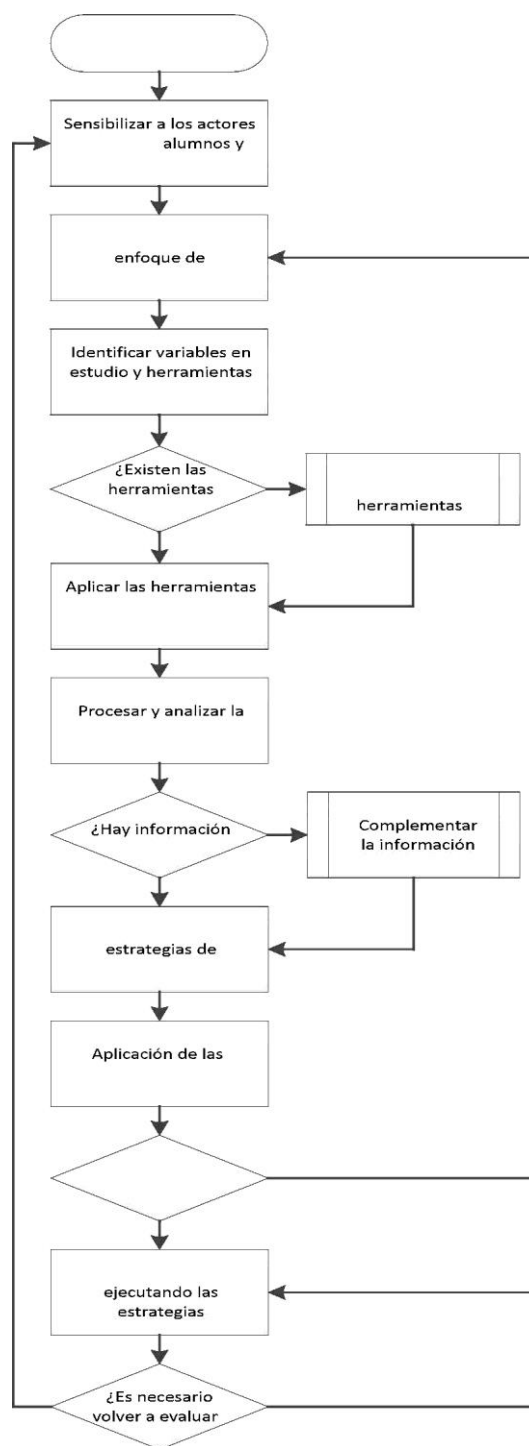 Sensibilizar a los actores
alumnos y
enfoque de
Identificar variables en
estudio y herramientas
¿Existen las
herramientas
herramientas
Aplicar las herramientas
Procesar y analizar la
¿Hay información
Complementar
la información
estrategias de
Aplicación de las
ejecutando las
estrategias
¿Es necesario
volver a evaluar